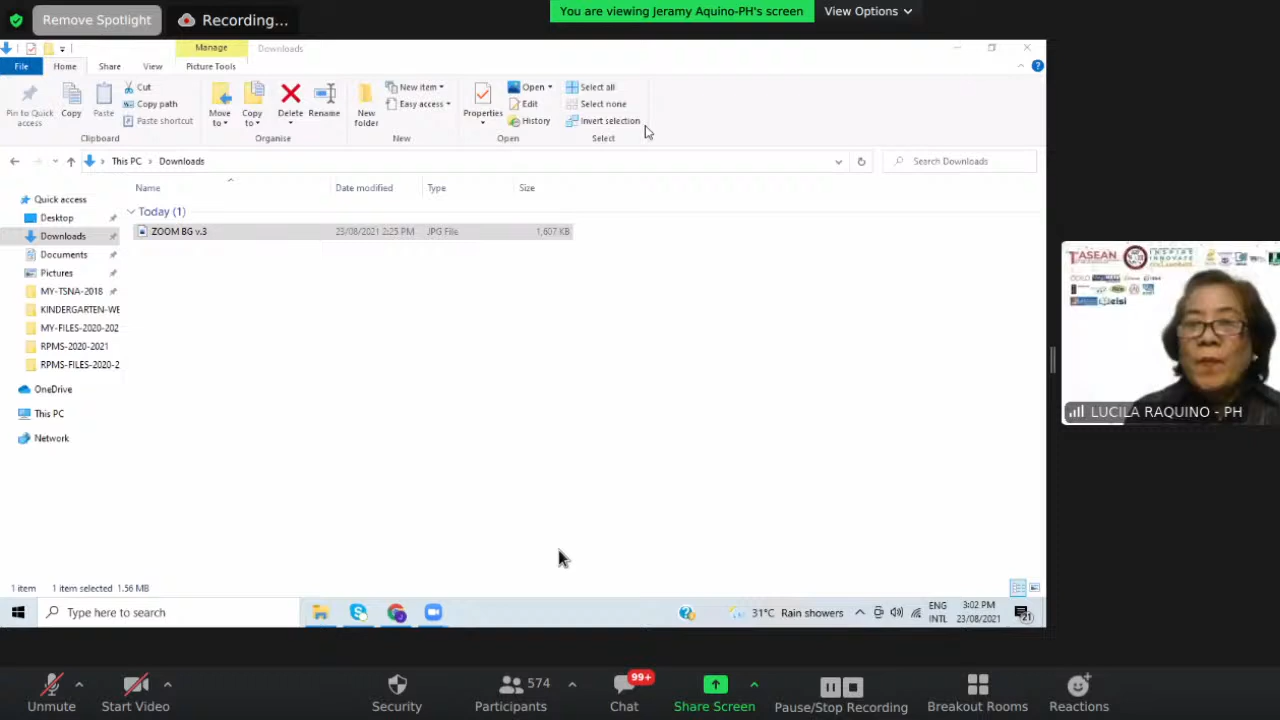 Remove Spotlight
Recording...
You are viewing Jeramy Aquino-PH's screen
View Options
Manage
Downloads
File
Home
Share
View
Picture Tools
Pin to Quick access
Copy
Paste
Cut
Copy path
Paste shortcut
Move to
Copy to
Delete
Rename
New folder
New item
Easy access
Properties
Open
Edit
History
Select all
Select none
Invert selection
Clipboard
Organise
New
Open
Select
This PC
Downloads
Search Downloads
Name
Date modified
Type
Size
Today (1)
ZOOM BG v.3
23/08/2021 2:25 PM
JPG File
1,607 KB
Quick access
Desktop
Downloads
Documents
Pictures
MY-TSNA-2018
KINDERGARTEN-WE
MY-FILES-2020-202
RPMS-2020-2021
RPMS-FILES-2020-2
OneDrive
This PC
Network
TASEAN
INSPIRE
INNOVATE
COLLABORATE
LUCILA RAQUINO - PH
1 item
1 item selected 1.56 MB
Type here to search
31°C Rain showers
ENG
INTL
3:02 PM
23/08/2021
21
Unmute
Start Video
Security
574
Participants
99+
Chat
Share Screen
Pause/Stop Recording
Breakout Rooms
Reactions